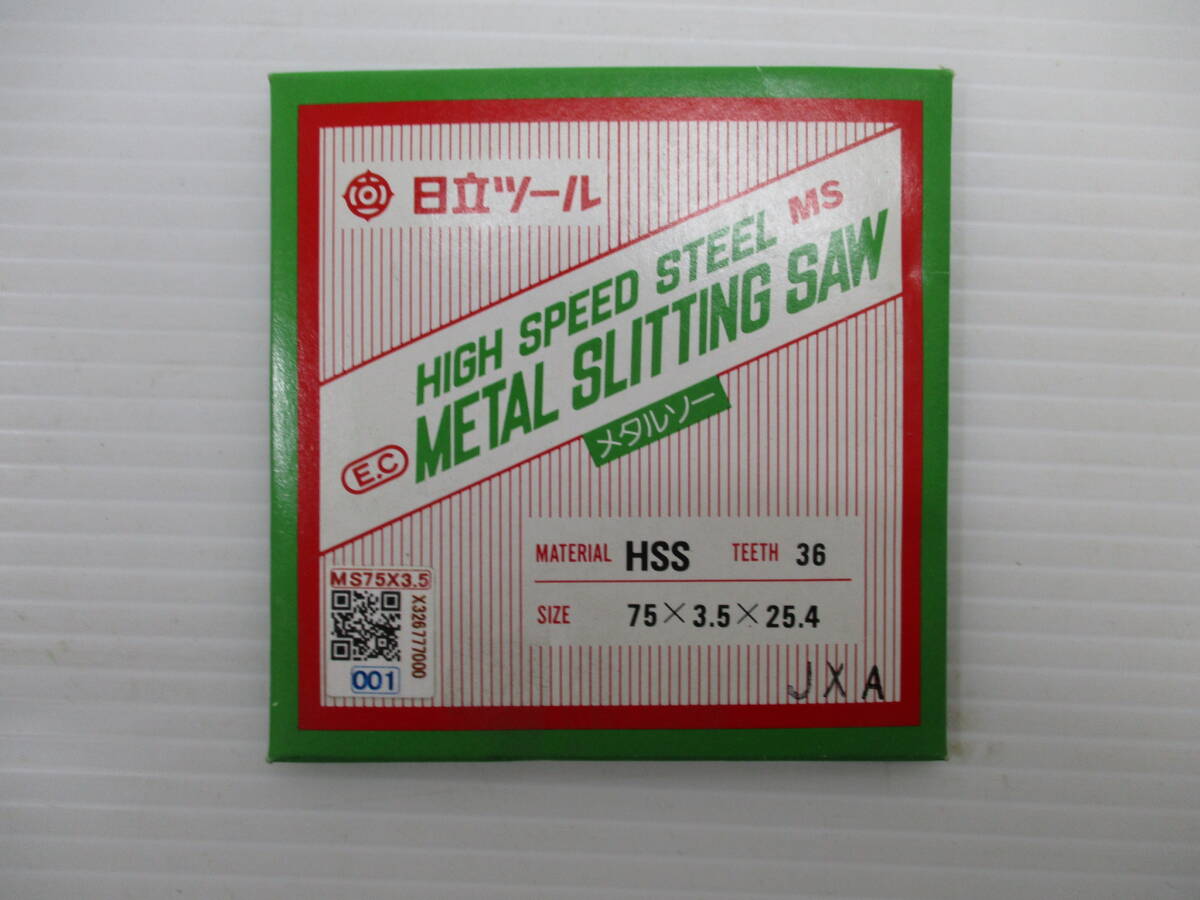 日立ツール
HIGH SPEED STEEL MS
E.C METAL SLITTING SAW
メタルソー
MATERIAL HSS TEETH 36
SIZE 75×3.5×25.4
MS75X3.5
X326777000
001
JXA